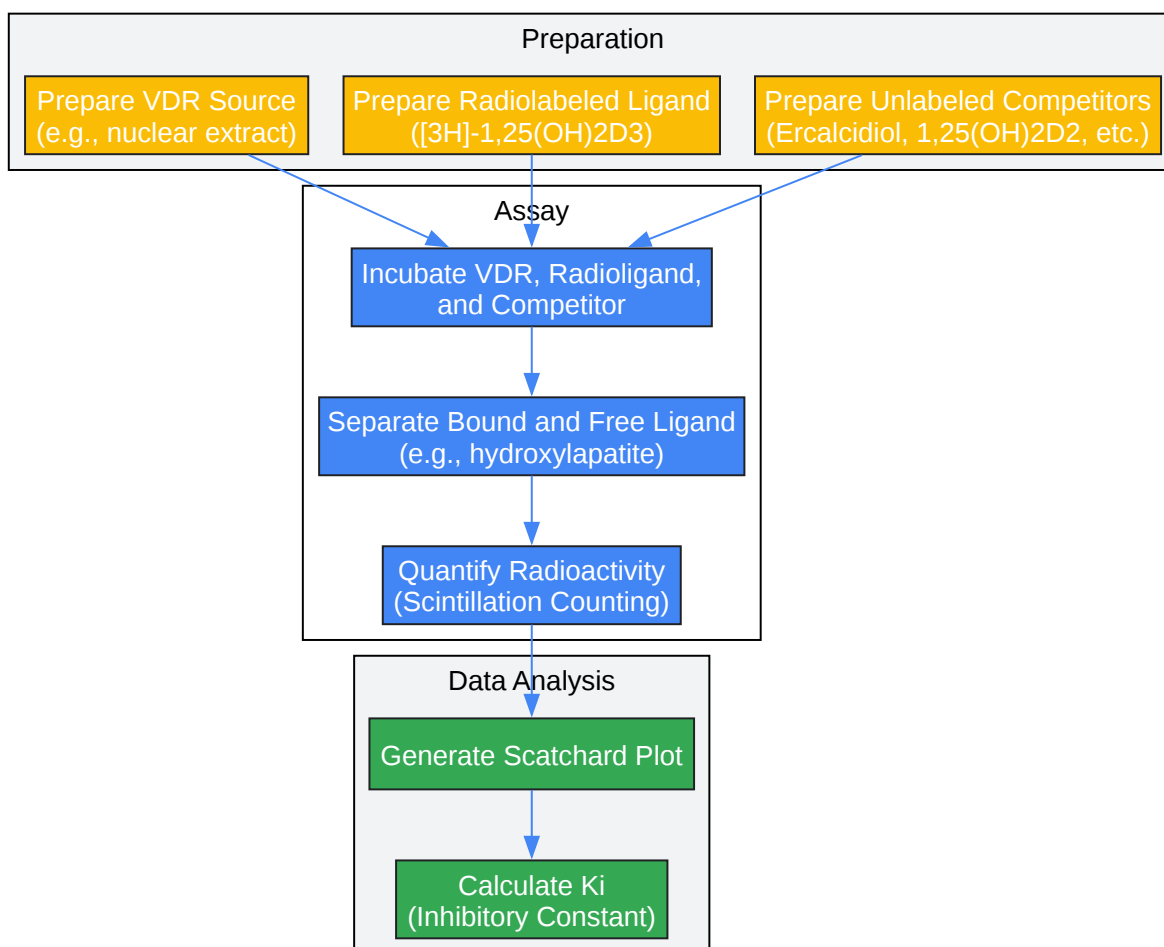 Preparation
Prepare VDR Source
(e.g., nuclear extract)
Prepare Radiolabeled Ligand
([3H]-1,25(OH)2D3)
Prepare Unlabeled Competitors
(Ercalcidiol, 1,25(OH)2D2, etc.)
Assay
Incubate VDR, Radioligand,
and Competitor
Separate Bound and Free Ligand
(e.g., hydroxylapatite)
Quantify Radioactivity
(Scintillation Counting)
Data Analysis
Generate Scatchard Plot
Calculate Ki
(Inhibitory Constant)